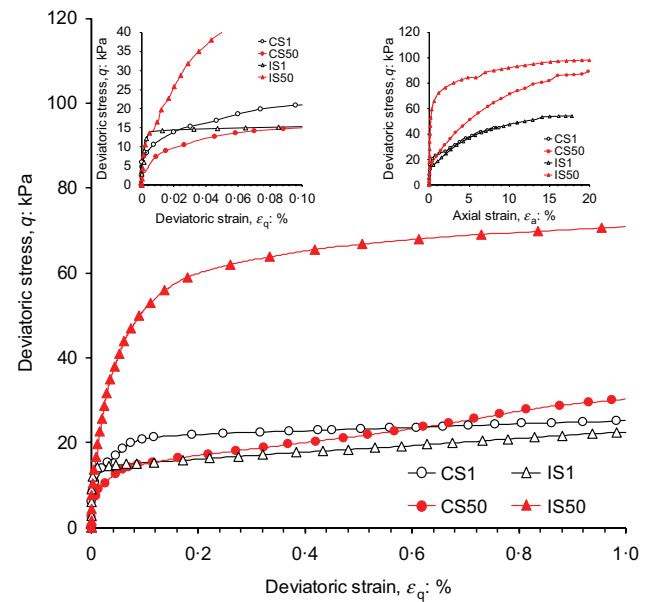 120
100
80
60
40
20
0
Deviatoric stress, q: kPa
0
0·2
0·4
0·6
0·8
1·0
Deviatoric strain, εq: %
CS1
IS1
CS50
IS50
40
35
30
25
20
15
10
5
0
Deviatoric stress, q: kPa
0
0·02
0·04
0·06
0·08
0·10
Deviatoric strain, εq: %
CS1
CS50
IS1
IS50
120
100
80
60
40
20
0
Deviatoric stress, q: kPa
0
5
10
15
20
Axial strain, εa: %
CS1
CS50
IS1
IS50